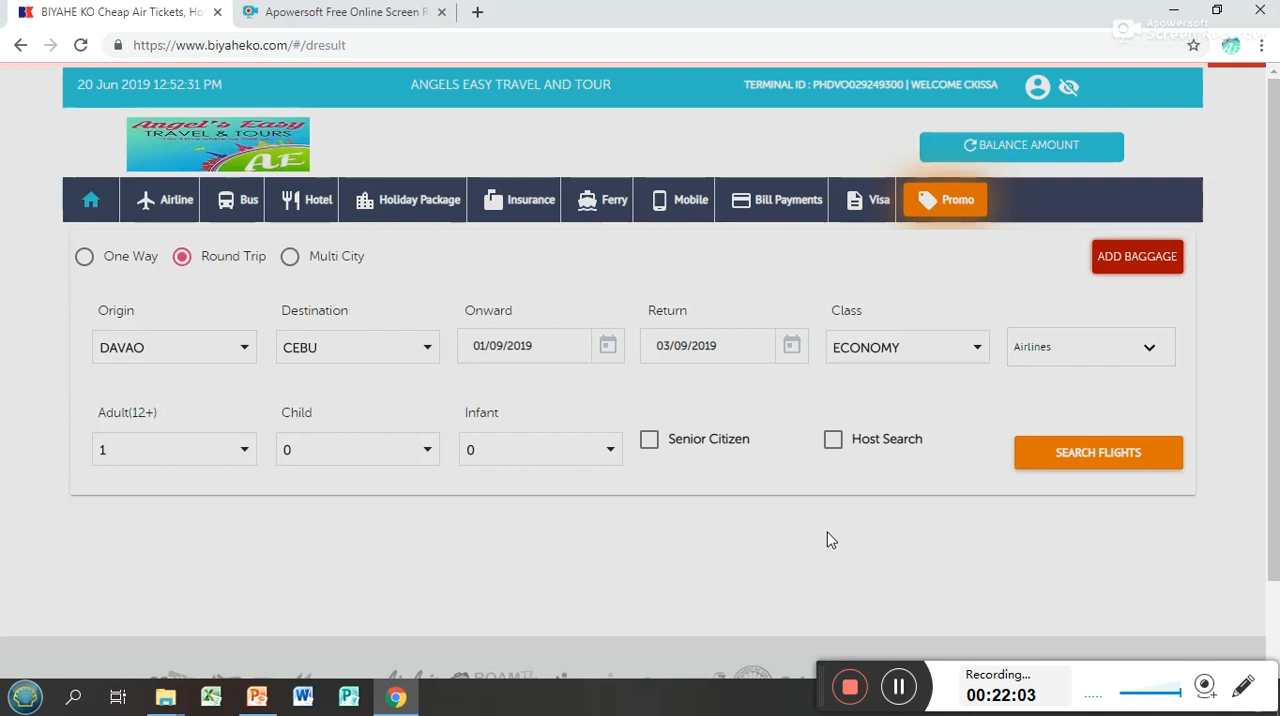 BIYAHE KO Cheap Air Tickets, Ho
Apowersoft Free Online Screen R
https://www.biyaheko.com/#/dresult
Apowersoft
Screen Recorder
20 Jun 2019 12:52:31 PM
ANGELS EASY TRAVEL AND TOUR
TERMINAL ID : PHDVO029249300 | WELCOME CKISSA
Angel's Easy
TRAVEL & TOURS
AE
BALANCE AMOUNT
Airline
Bus
Hotel
Holiday Package
Insurance
Ferry
Mobile
Bill Payments
Visa
Promo
One Way
Round Trip
Multi City
ADD BAGGAGE
Origin
Destination
Onward
Return
Class
DAVAO
CEBU
01/09/2019
03/09/2019
ECONOMY
Airlines
Adult(12+)
Child
Infant
1
0
0
Senior Citizen
Host Search
SEARCH FLIGHTS
Recording...
00:22:03